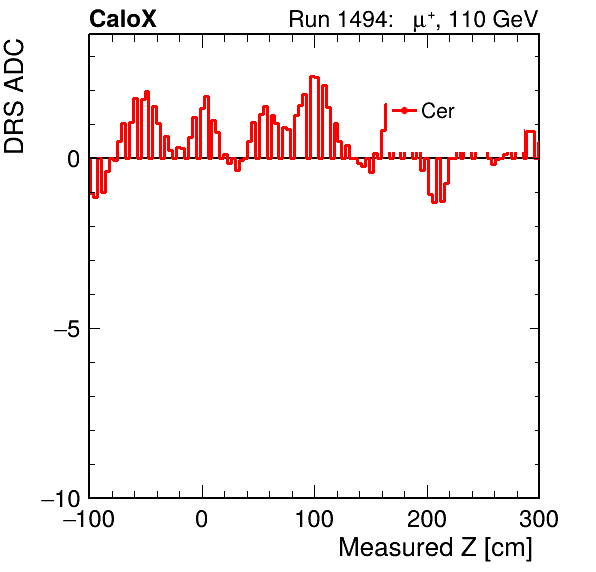 CaloX Run 1494: μ⁺, 110 GeV
DRS ADC
Cer
0
−5
−10
−100 0 100 200 300
Measured Z [cm]